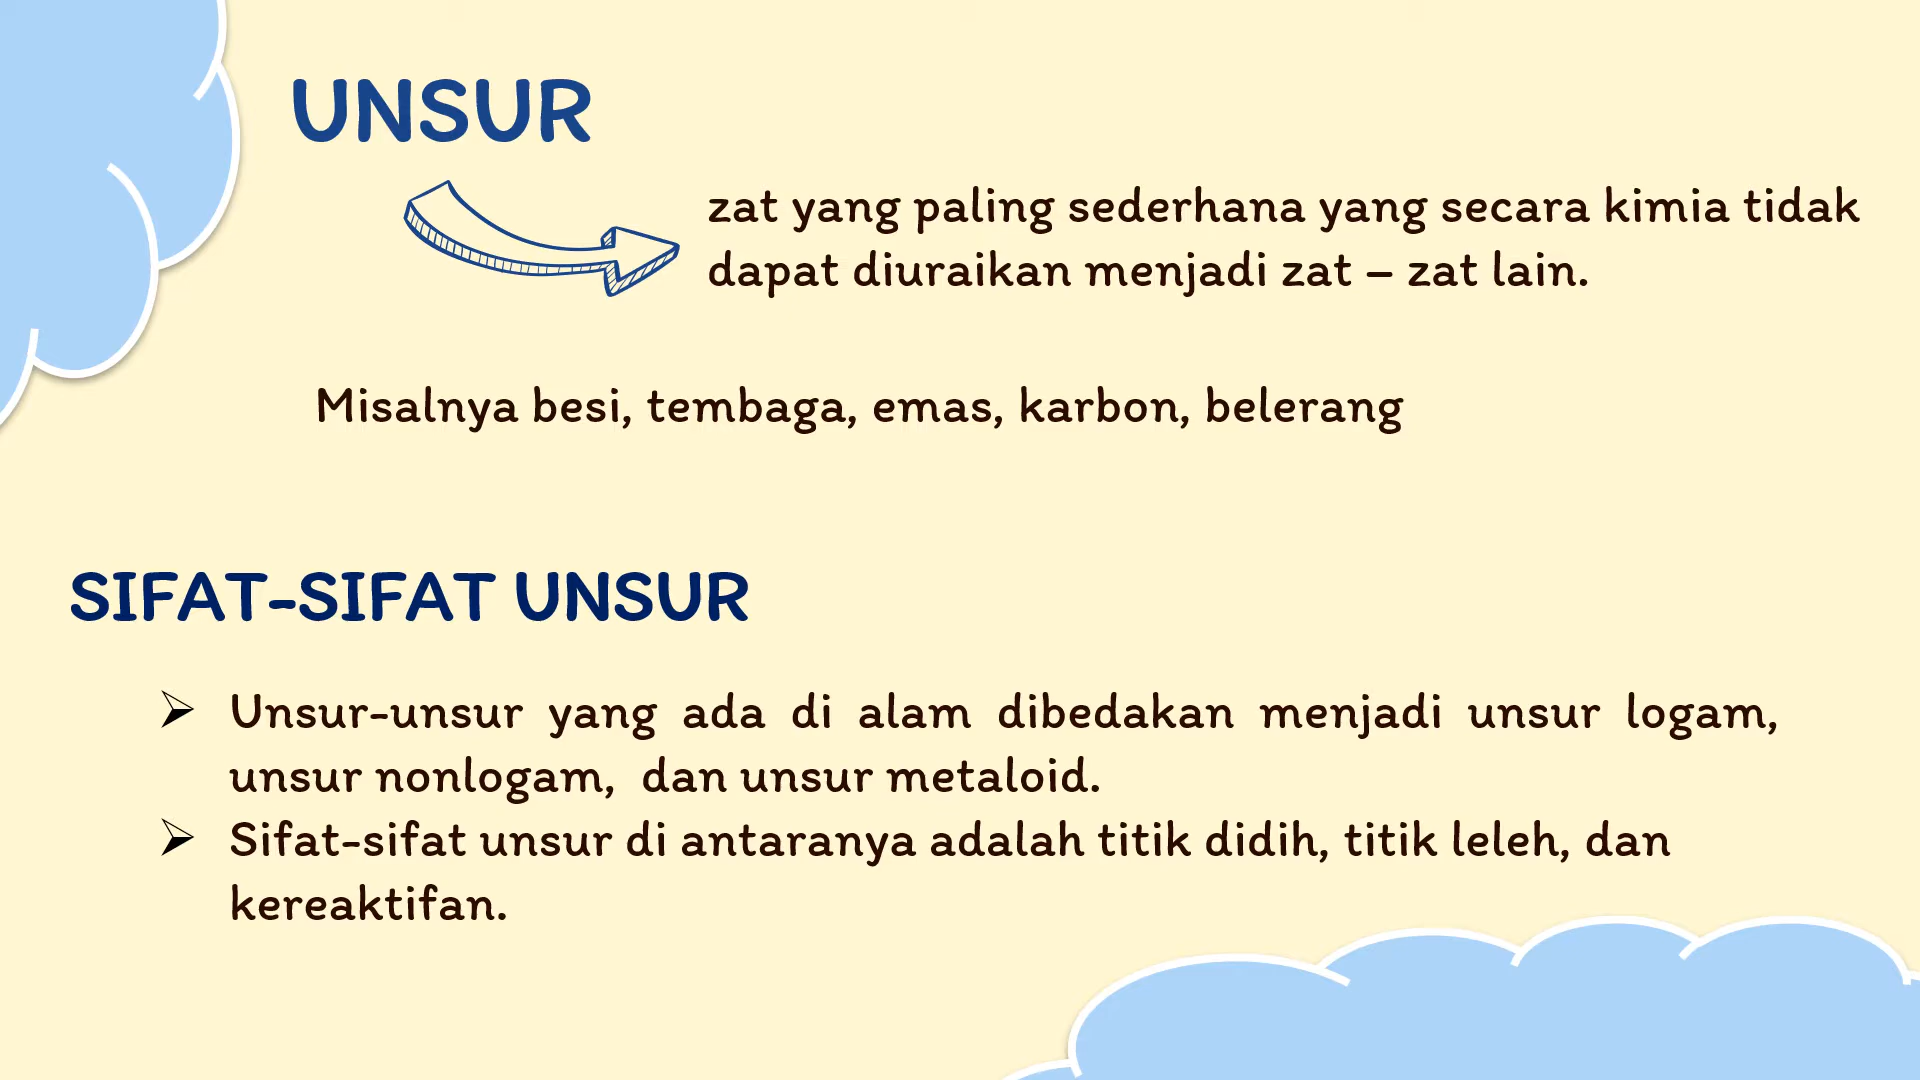 UNSUR
zat yang paling sederhana yang secara kimia tidak
dapat diuraikan menjadi zat – zat lain.
Misalnya besi, tembaga, emas, karbon, belerang
SIFAT-SIFAT UNSUR
➢ Unsur-unsur yang ada di alam dibedakan menjadi unsur logam,
unsur nonlogam, dan unsur metaloid.
➢ Sifat-sifat unsur di antaranya adalah titik didih, titik leleh, dan
kereaktifan.